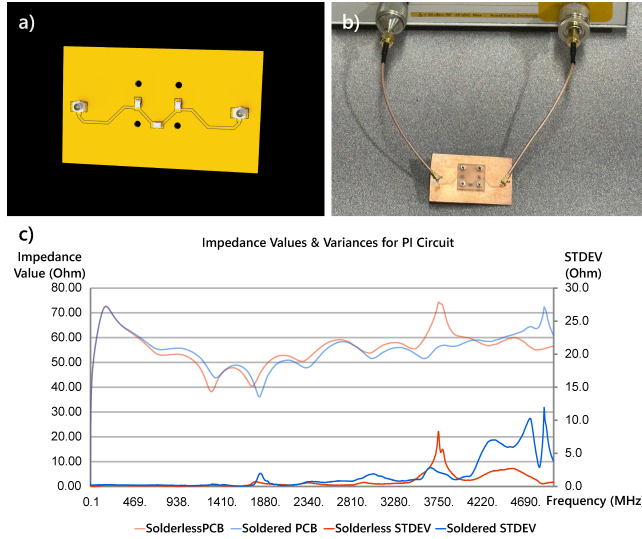 a)
b)
c)
Impedance Values & Variances for PI Circuit
Impedance
Value (Ohm)
STDEV
(Ohm)
80.00
70.00
60.00
50.00
40.00
30.00
20.00
10.00
0.00
30.0
25.0
20.0
15.0
10.0
5.0
0.0
0.1 469. 938. 1410. 1880. 2340. 2810. 3280. 3750. 4220. 4690. Frequency (MHz
SolderlessPCB Soldered PCB Solderless STDEV Soldered STDEV